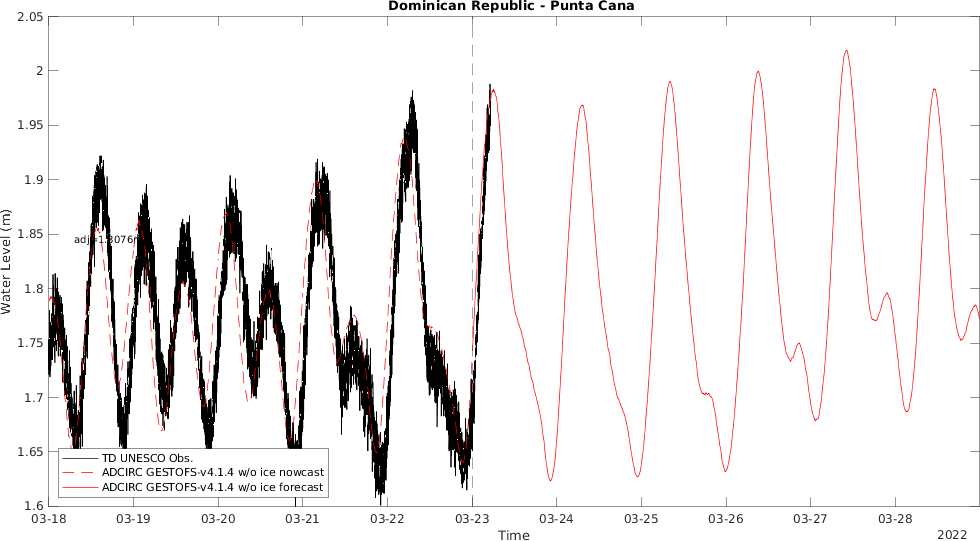 Dominican Republic - Punta Cana
2.05
2
1.95
1.9
1.85
1.8
1.75
1.7
1.65
1.6
Water Level (m)
TD UNESCO Obs.
ADCIRC GESTOFS-v4.1.4 w/o ice nowcast
ADCIRC GESTOFS-v4.1.4 w/o ice forecast
03-18 03-19 03-20 03-21 03-22 03-23 03-24 03-25 03-26 03-27 03-28
Time
2022